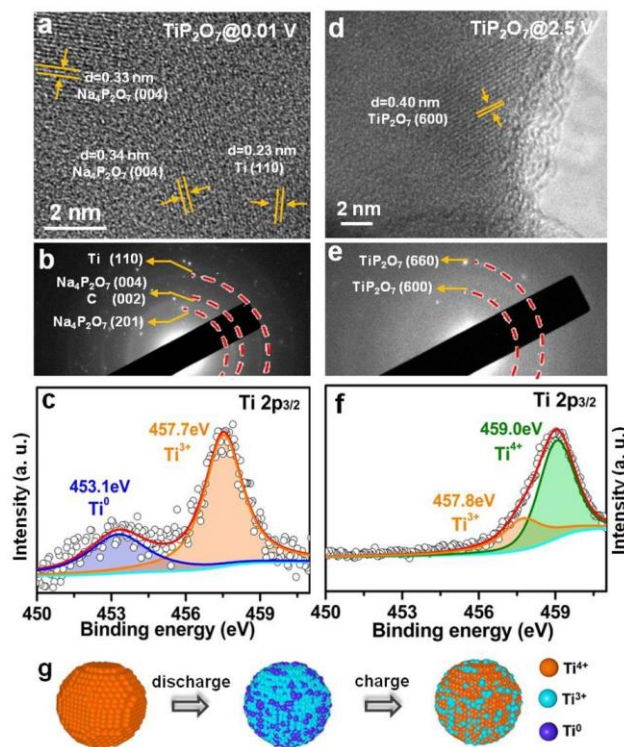 a
TiP₂O₇@0.01 V
d=0.33 nm
Na₄P₂O₇ (004)
d=0.34 nm
Na₄P₂O₇ (004)
d=0.23 nm
Ti (110)
2 nm
b
Ti (110)
Na₄P₂O₇ (004)
C (002)
Na₄P₂O₇ (201)
c
Ti 2p₃/₂
457.7eV
Ti³⁺
453.1eV
Ti⁰
Intensity (a. u.)
450 453 456 459
Binding energy (eV)
d
TiP₂O₇@2.5 V
d=0.40 nm
TiP₂O₇ (600)
2 nm
e
TiP₂O₇ (660)
TiP₂O₇ (600)
f
Ti 2p₃/₂
459.0eV
Ti⁴⁺
457.8eV
Ti³⁺
Intensity (a. u.)
450 453 456 459
Binding energy (eV)
Intensity (a. u.)
g
discharge
charge
Ti⁴⁺
Ti³⁺
Ti⁰